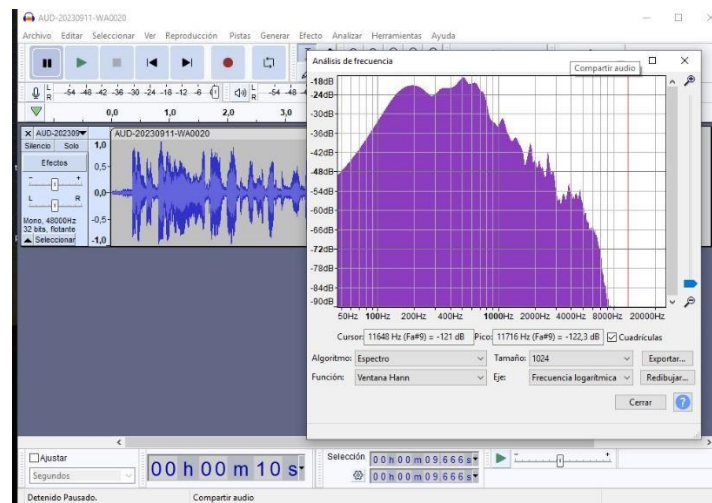 AUD-20230911-WA0020
Archivo Editar Seleccionar Ver Reproducción Pistas Generar Efecto Analizar Herramientas Ayuda
Análisis de frecuencia
Compartir audio
L R -54 -48 -42 -36 -30 -24 -18 -12 -6 0
L R -54 -48
0,0 1,0 2,0 3,0
× AUD-202309
AUD-20230911-WA0020
Silencio Solo
Efectos
- +
L R
Mono, 48000Hz
32 bits, flotante
Seleccionar
1,0
0,5
0,0
-0,5
-1,0
-18dB
-24dB
-30dB
-36dB
-42dB
-48dB
-54dB
-60dB
-66dB
-72dB
-78dB
-84dB
-90dB
50Hz 100Hz 200Hz 400Hz 1000Hz 2000Hz 4000Hz 8000Hz 20000Hz
Cursor: 11648 Hz (Fa#9) = -121 dB Pico: 11716 Hz (Fa#9) = -122,3 dB Cuadrículas
Algoritmo: Espectro Tamaño: 1024 Exportar...
Función: Ventana Hann Eje: Frecuencia logarítmica Redibujar...
Cerrar ?
Ajustar
Segundos
00 h 00 m 10 s
Selección
00 h 00 m 09.666 s
00 h 00 m 09.666 s
- +
Detenido Pausado. Compartir audio